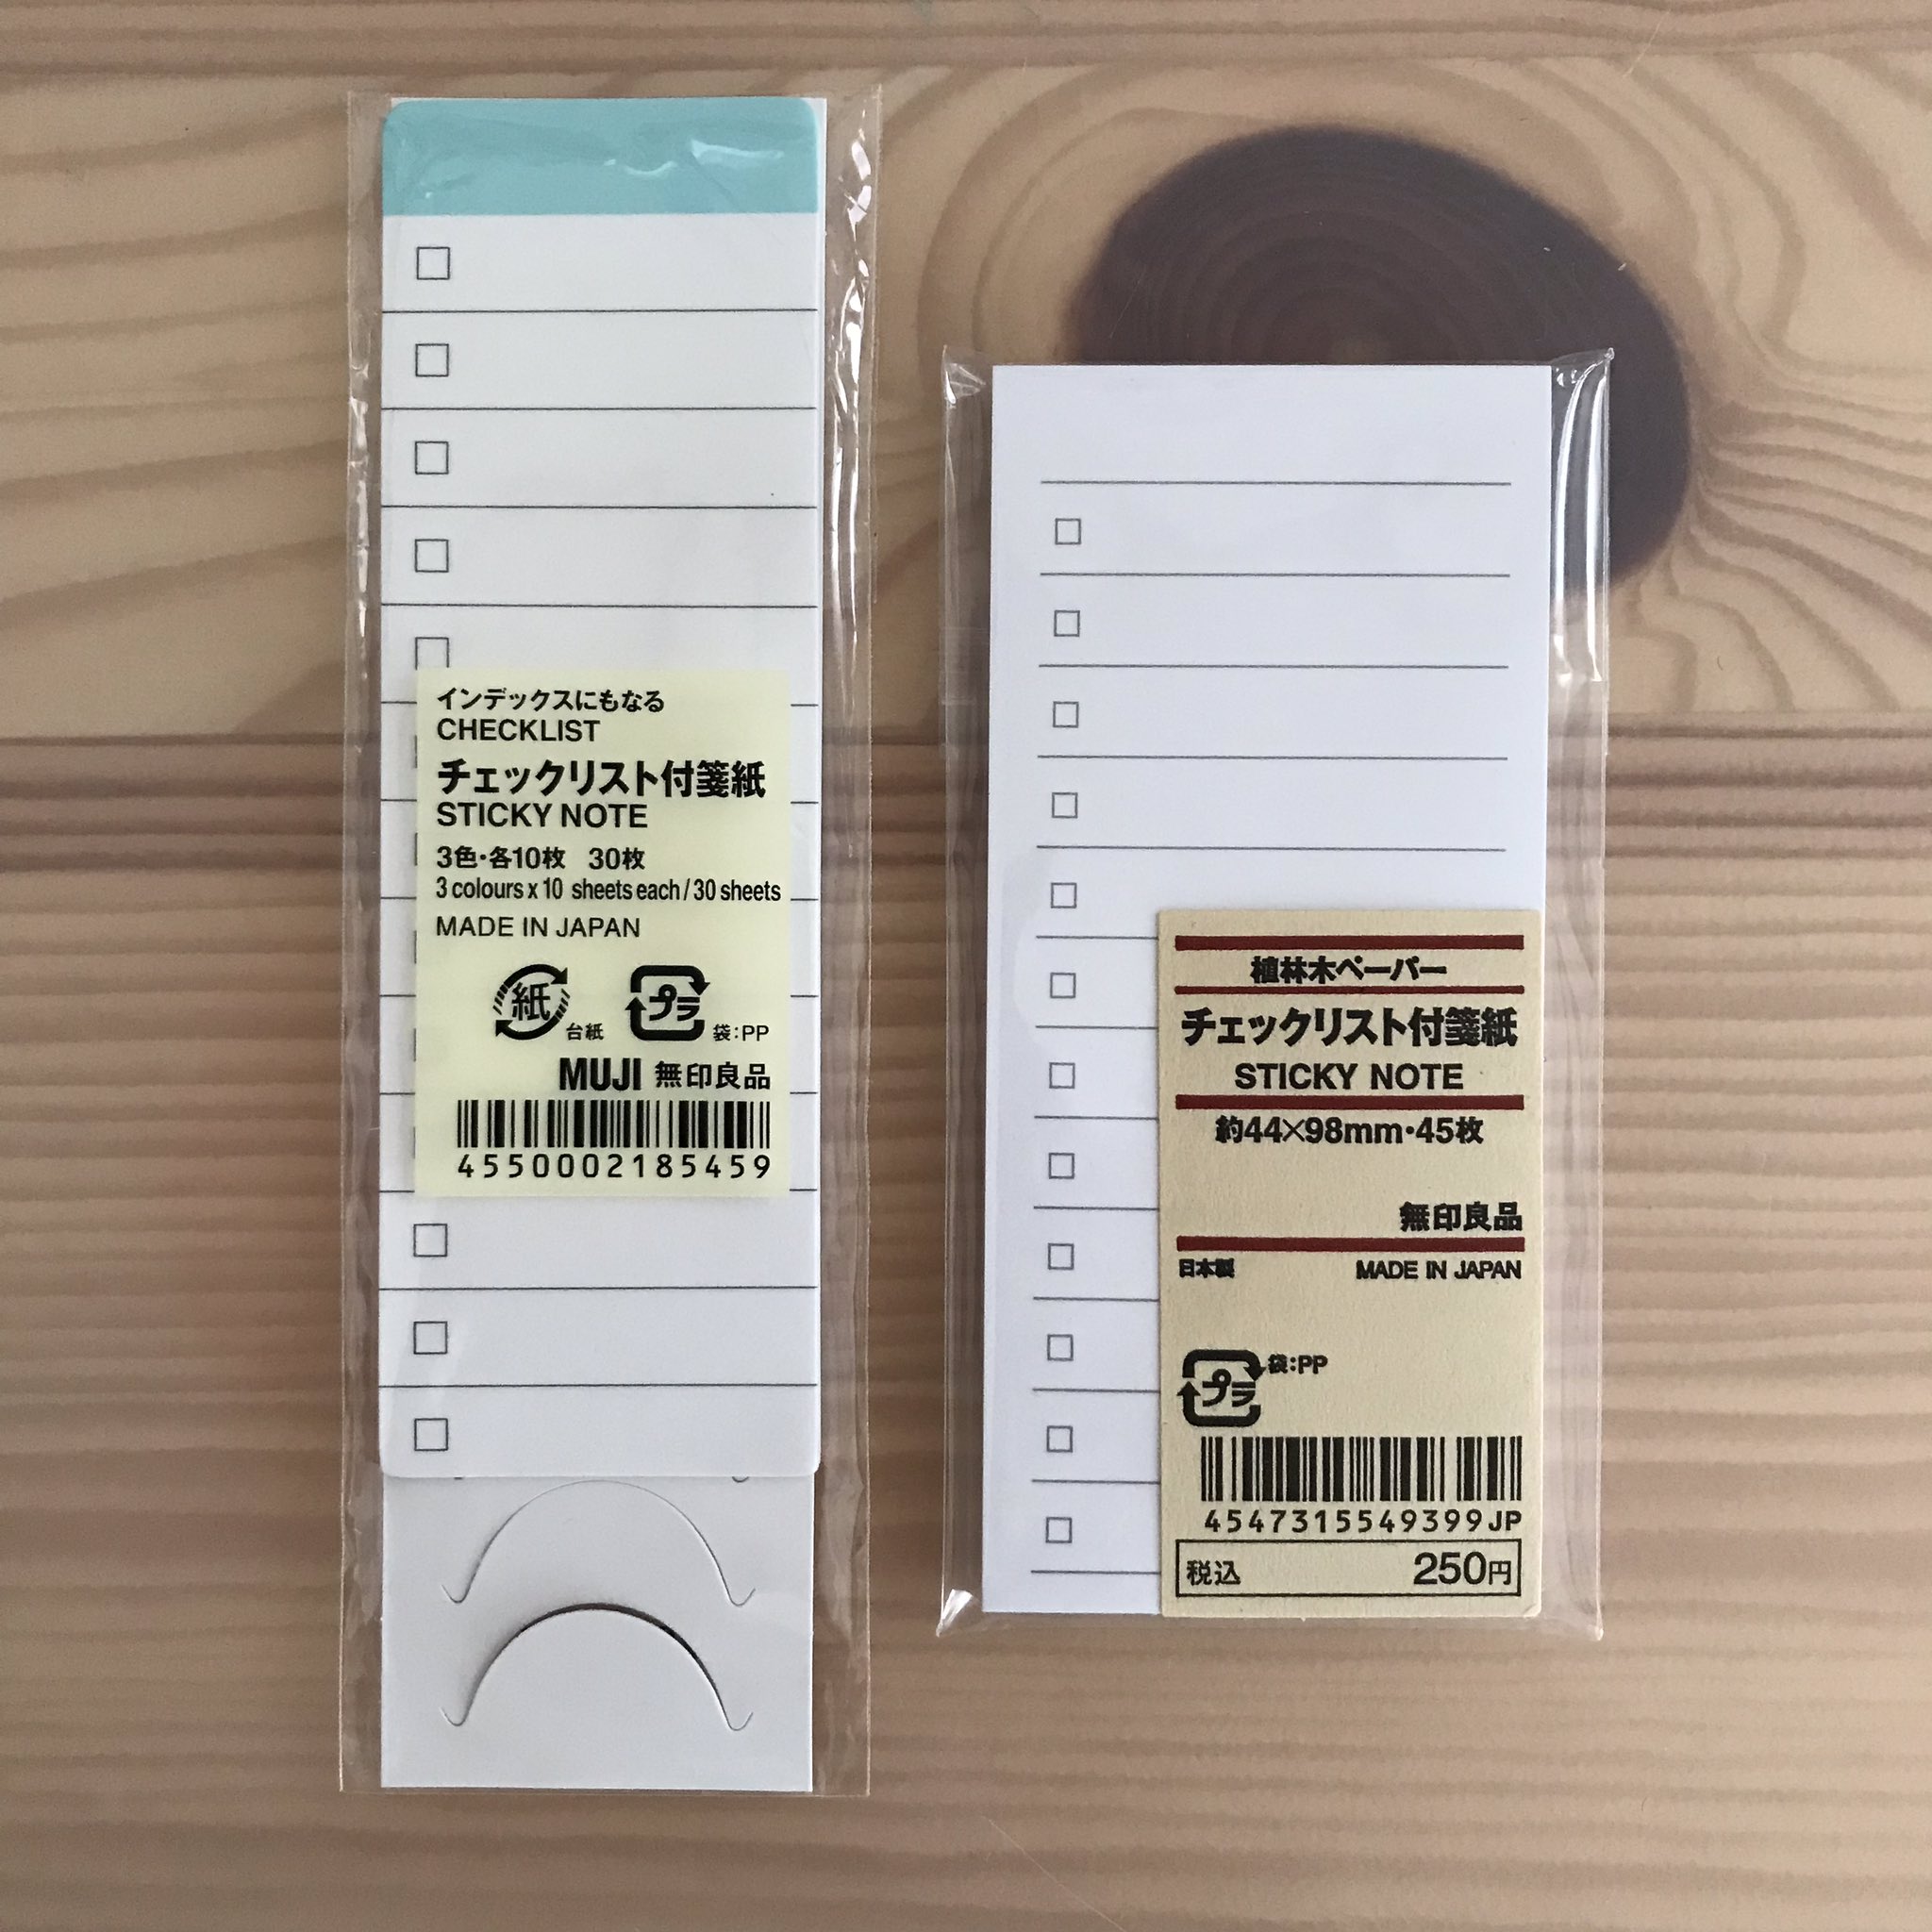 インデックスにもなる
CHECKLIST
チェックリスト付箋紙
STICKY NOTE
3色・各10枚　30枚
3 colours x 10 sheets each / 30 sheets
MADE IN JAPAN
紙 台紙 プラ 袋：PP
MUJI 無印良品
4550002185459
植林木ペーパー
チェックリスト付箋紙
STICKY NOTE
約44×98mm・45枚
無印良品
日本製 MADE IN JAPAN
プラ 袋：PP
4547315549399JP
税込 250円